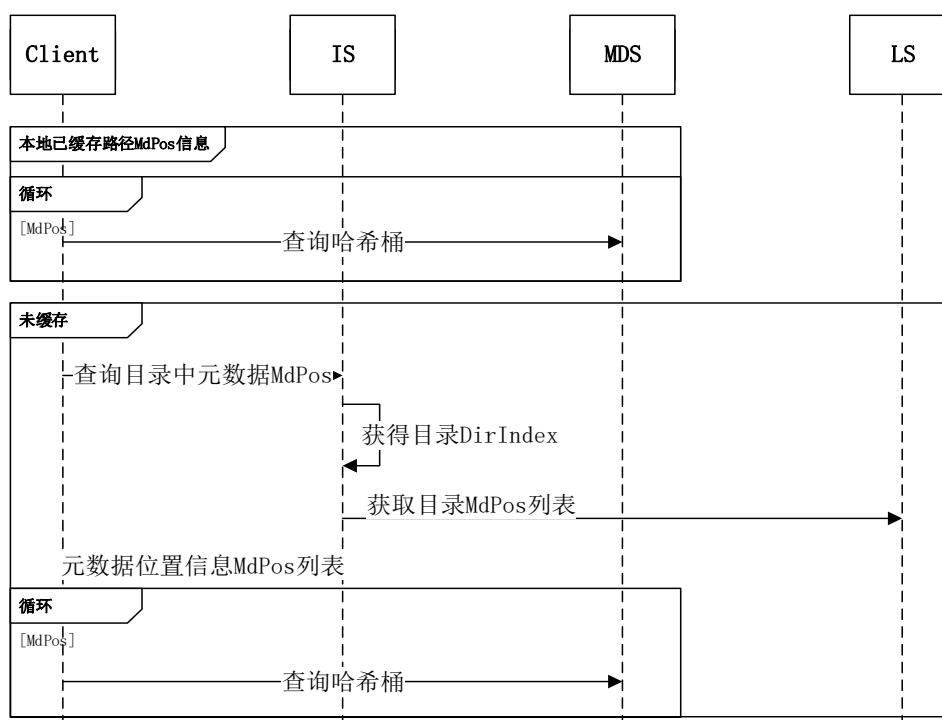 Client
IS
MDS
LS
本地已缓存路径MdPos信息
循环
[MdPos]
查询哈希桶
未缓存
查询目录中元数据MdPos
获得目录DirIndex
获取目录MdPos列表
元数据位置信息MdPos列表
循环
[MdPos]
查询哈希桶